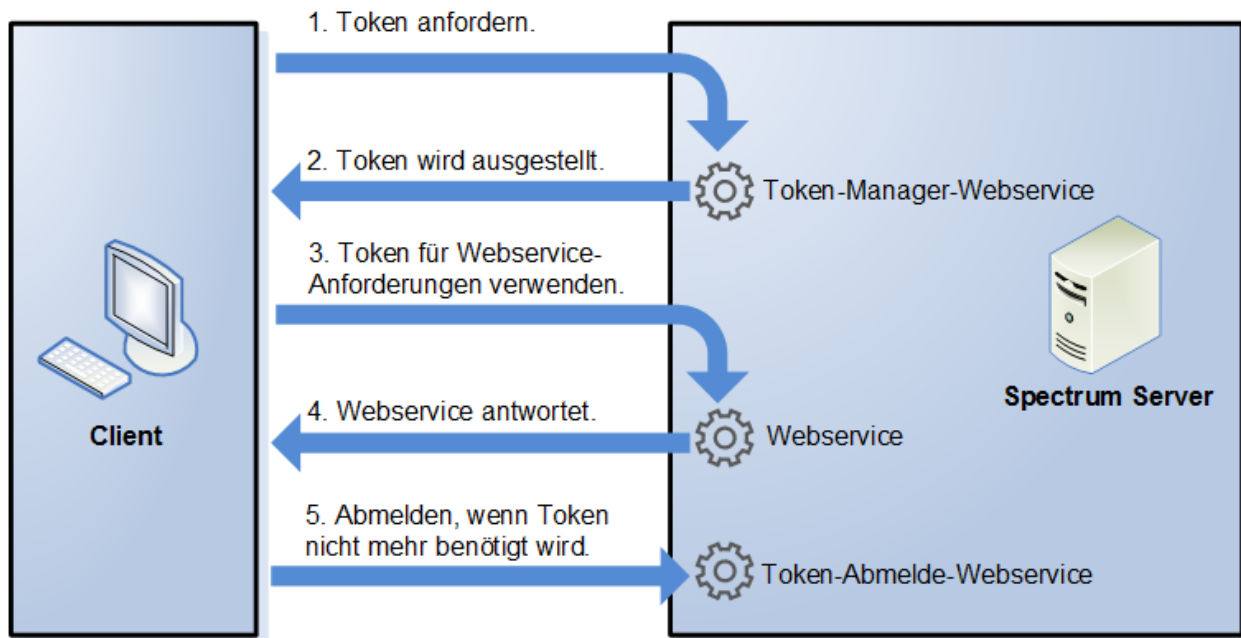 1. Token anfordern.
2. Token wird ausgestellt.
Token-Manager-Webservice
3. Token für Webservice-
Anforderungen verwenden.
Spectrum Server
4. Webservice antwortet.
Client
Webservice
5. Abmelden, wenn Token
nicht mehr benötigt wird.
Token-Abmelde-Webservice